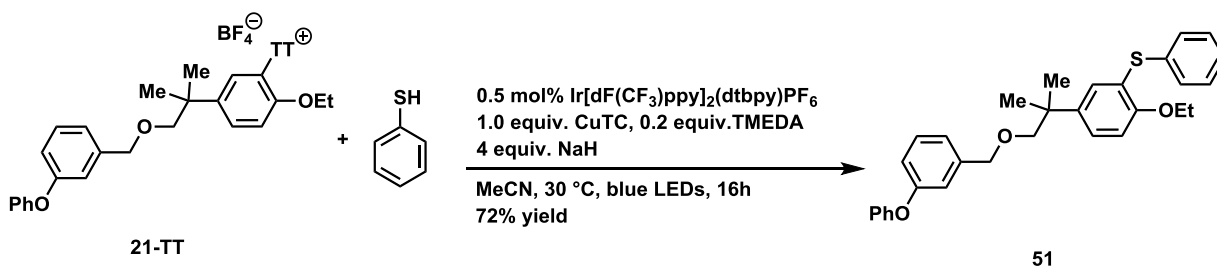 BF4⊖
TT⊕
Me
Me
OEt
O
PhO
21-TT
+
SH
0.5 mol% Ir[dF(CF3)ppy]2(dtbpy)PF6
1.0 equiv. CuTC, 0.2 equiv.TMEDA
4 equiv. NaH
MeCN, 30 °C, blue LEDs, 16h
72% yield
S
Me
Me
OEt
O
PhO
51